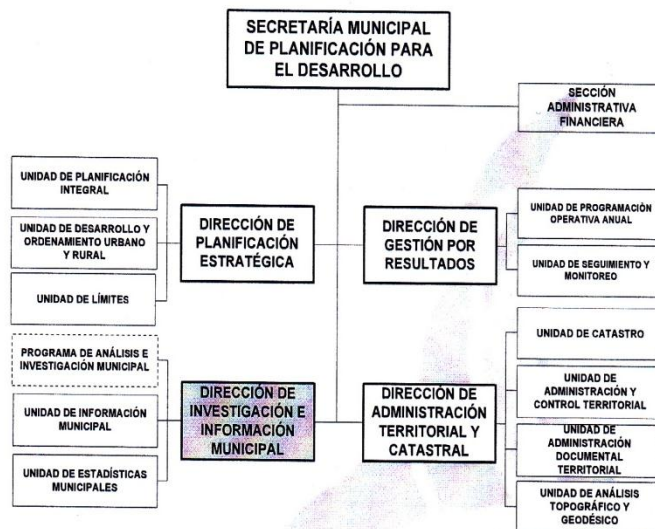 SECRETARÍA MUNICIPAL
DE PLANIFICACIÓN PARA
EL DESARROLLO
SECCIÓN
ADMINISTRATIVA
FINANCIERA
UNIDAD DE PLANIFICACIÓN
INTEGRAL
UNIDAD DE DESARROLLO Y
ORDENAMIENTO URBANO
Y RURAL
UNIDAD DE LÍMITES
DIRECCIÓN DE
PLANIFICACIÓN
ESTRATÉGICA
DIRECCIÓN DE
GESTIÓN POR
RESULTADOS
UNIDAD DE PROGRAMACIÓN
OPERATIVA ANUAL
UNIDAD DE SEGUIMIENTO Y
MONITOREO
PROGRAMA DE ANÁLISIS E
INVESTIGACIÓN MUNICIPAL
UNIDAD DE INFORMACIÓN
MUNICIPAL
UNIDAD DE ESTADÍSTICAS
MUNICIPALES
DIRECCIÓN DE
INVESTIGACIÓN E
INFORMACIÓN
MUNICIPAL
DIRECCIÓN DE
ADMINISTRACIÓN
TERRITORIAL Y
CATASTRAL
UNIDAD DE CATASTRO
UNIDAD DE
ADMINISTRACIÓN Y
CONTROL TERRITORIAL
UNIDAD DE
ADMINISTRACIÓN
DOCUMENTAL
TERRITORIAL
UNIDAD DE ANÁLISIS
TOPOGRÁFICO Y
GEODÉSICO